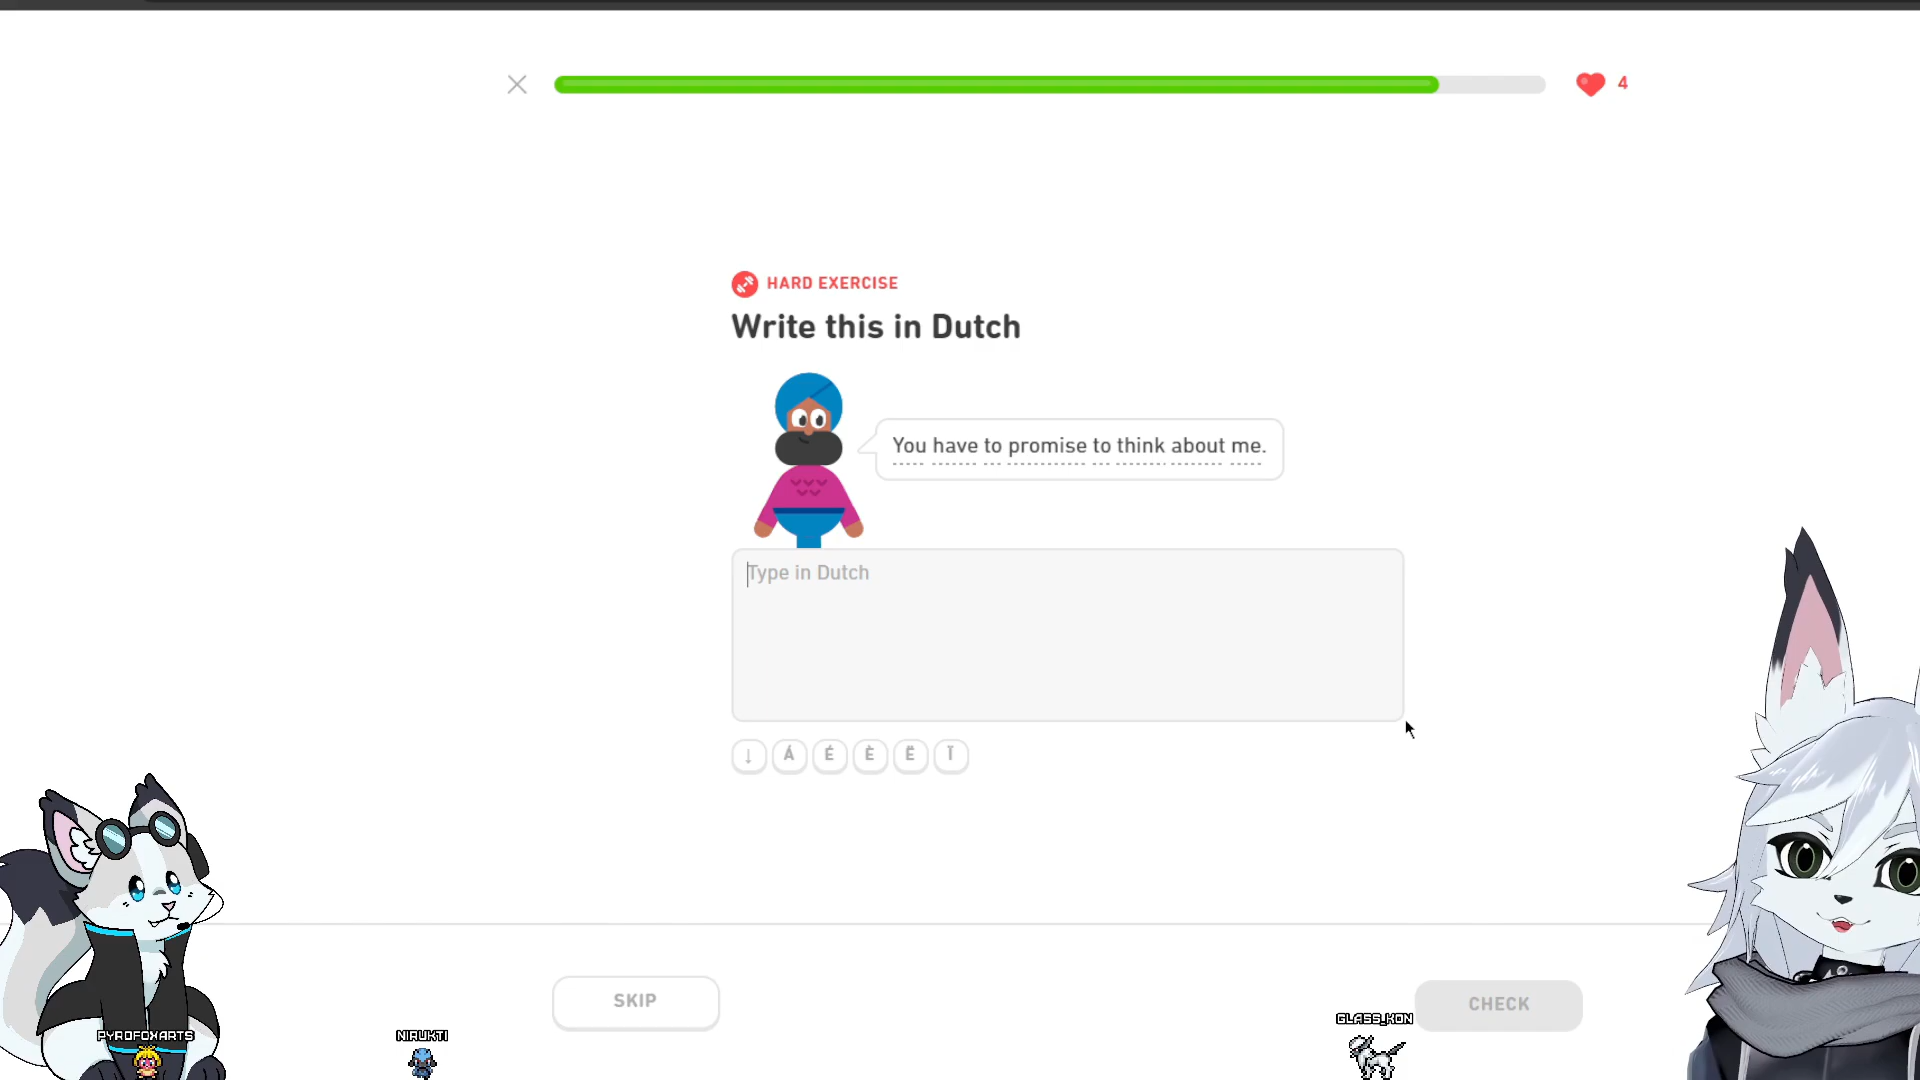 4
HARD EXERCISE
Write this in Dutch
You have to promise to think about me.
Type in Dutch
↓ Á É È Ë Ï
SKIP
CHECK
PYROFOXARTS
NIRUKTI
GLASS_KON